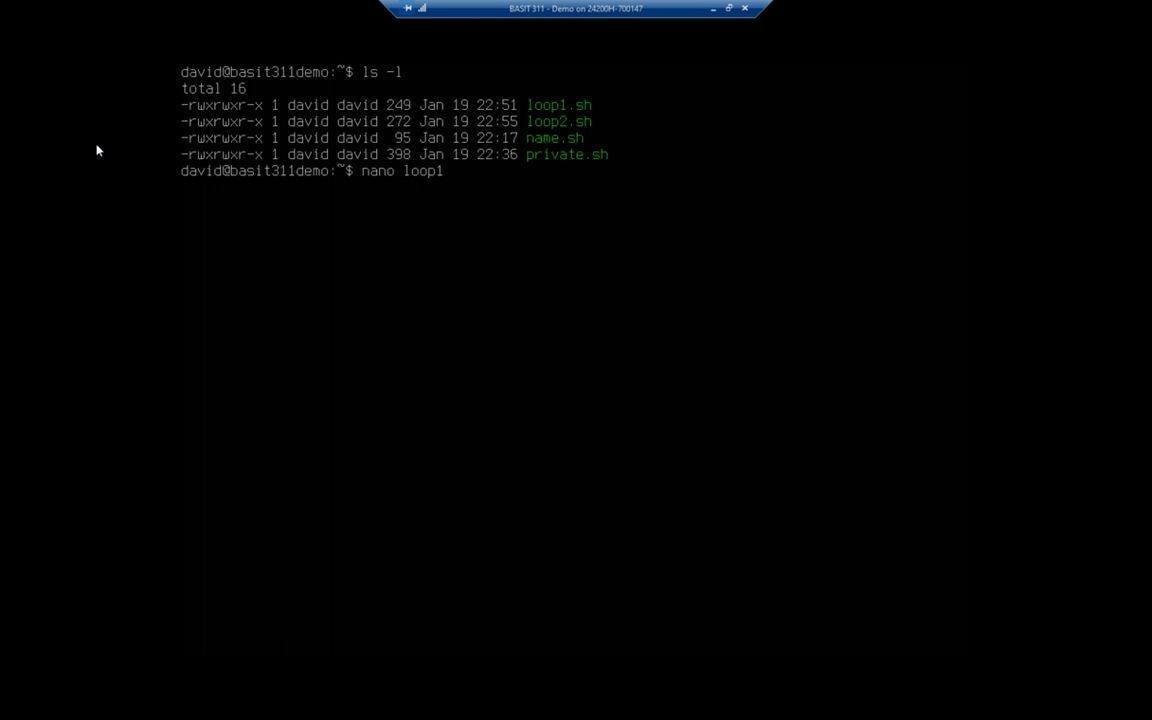 BASIT 311 - Demo on 24200H-700147
david@basit311demo:~$ ls -l
total 16
-rwxrwxr-x 1 david david 249 Jan 19 22:51 loop1.sh
-rwxrwxr-x 1 david david 272 Jan 19 22:55 loop2.sh
-rwxrwxr-x 1 david david  95 Jan 19 22:17 name.sh
-rwxrwxr-x 1 david david 398 Jan 19 22:36 private.sh
david@basit311demo:~$ nano loop1